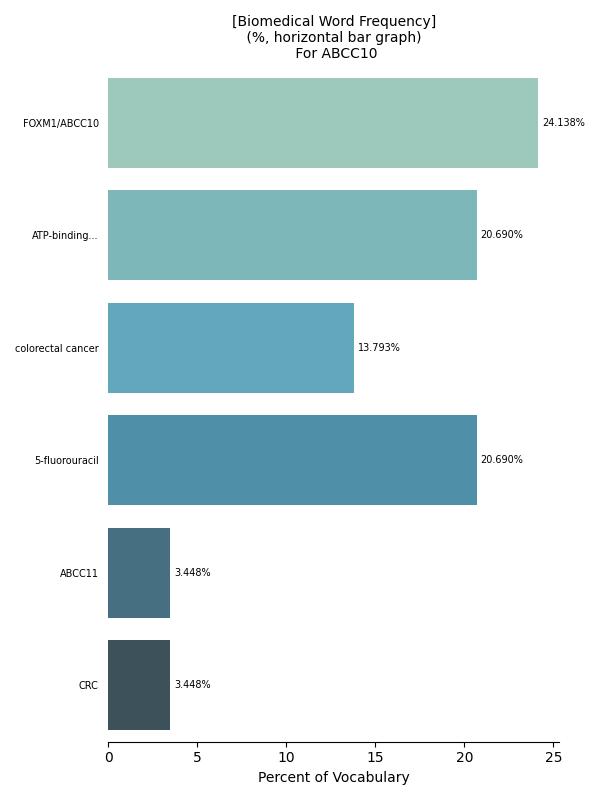 [Biomedical Word Frequency]
(%, horizontal bar graph)
For ABCC10
FOXM1/ABCC10
24.138%
ATP-binding...
20.690%
colorectal cancer
13.793%
5-fluorouracil
20.690%
ABCC11
3.448%
CRC
3.448%
0 5 10 15 20 25
Percent of Vocabulary